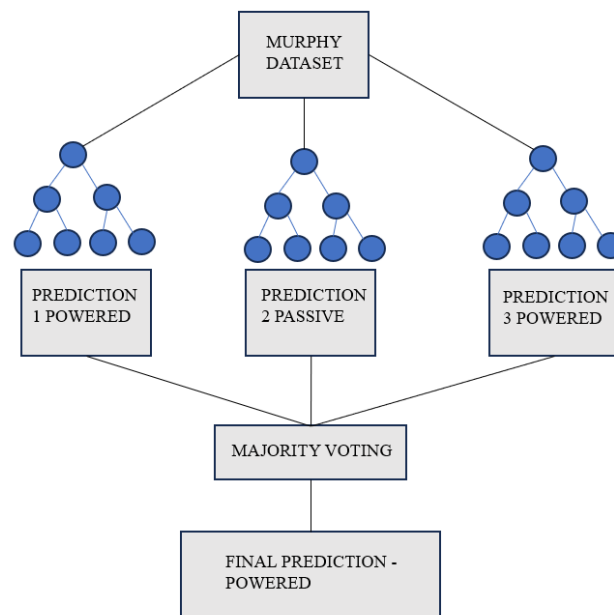 MURPHY
DATASET
PREDICTION
1 POWERED
PREDICTION
2 PASSIVE
PREDICTION
3 POWERED
MAJORITY VOTING
FINAL PREDICTION -
POWERED